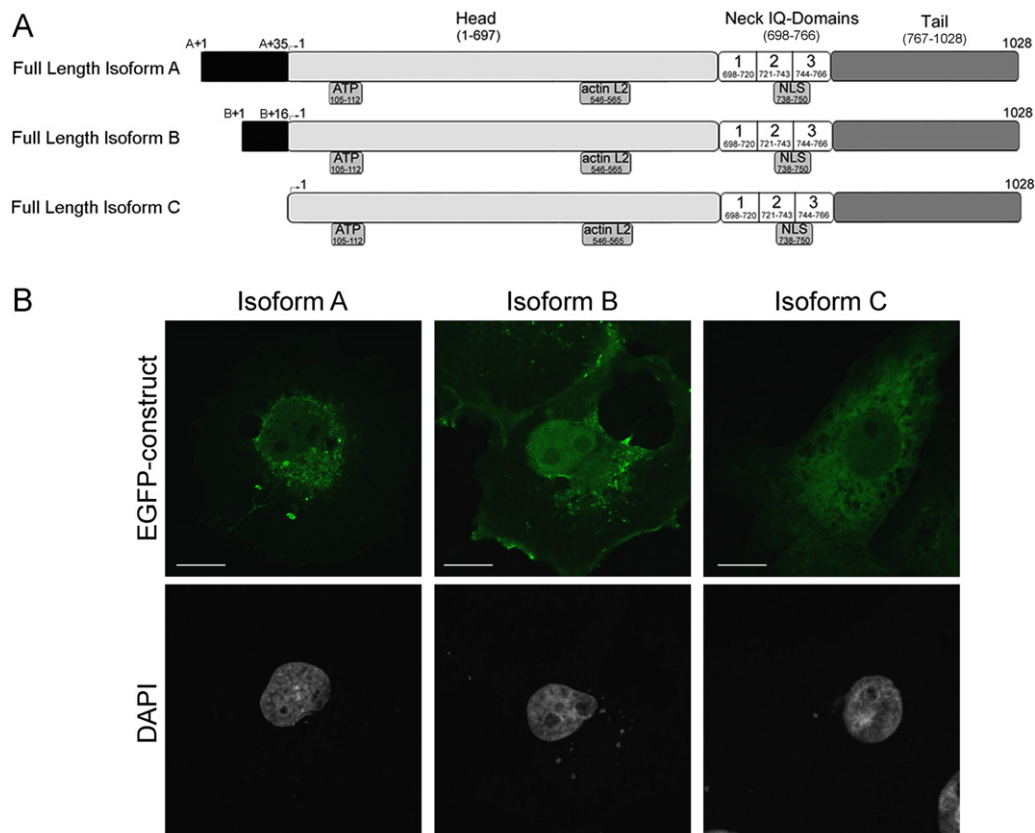 A
Head
(1-697)
Neck IQ-Domains
(698-766)
Tail
(767-1028)
Full Length Isoform A
A+1
A+35
1
1028
1
698-720
2
721-743
3
744-766
ATP
105-112
actin L2
546-565
NLS
738-750
Full Length Isoform B
B+1
B+16
1
1028
1
698-720
2
721-743
3
744-766
ATP
105-112
actin L2
546-565
NLS
738-750
Full Length Isoform C
1
1028
1
698-720
2
721-743
3
744-766
ATP
105-112
actin L2
546-565
NLS
738-750
B
Isoform A
Isoform B
Isoform C
EGFP-construct
DAPI